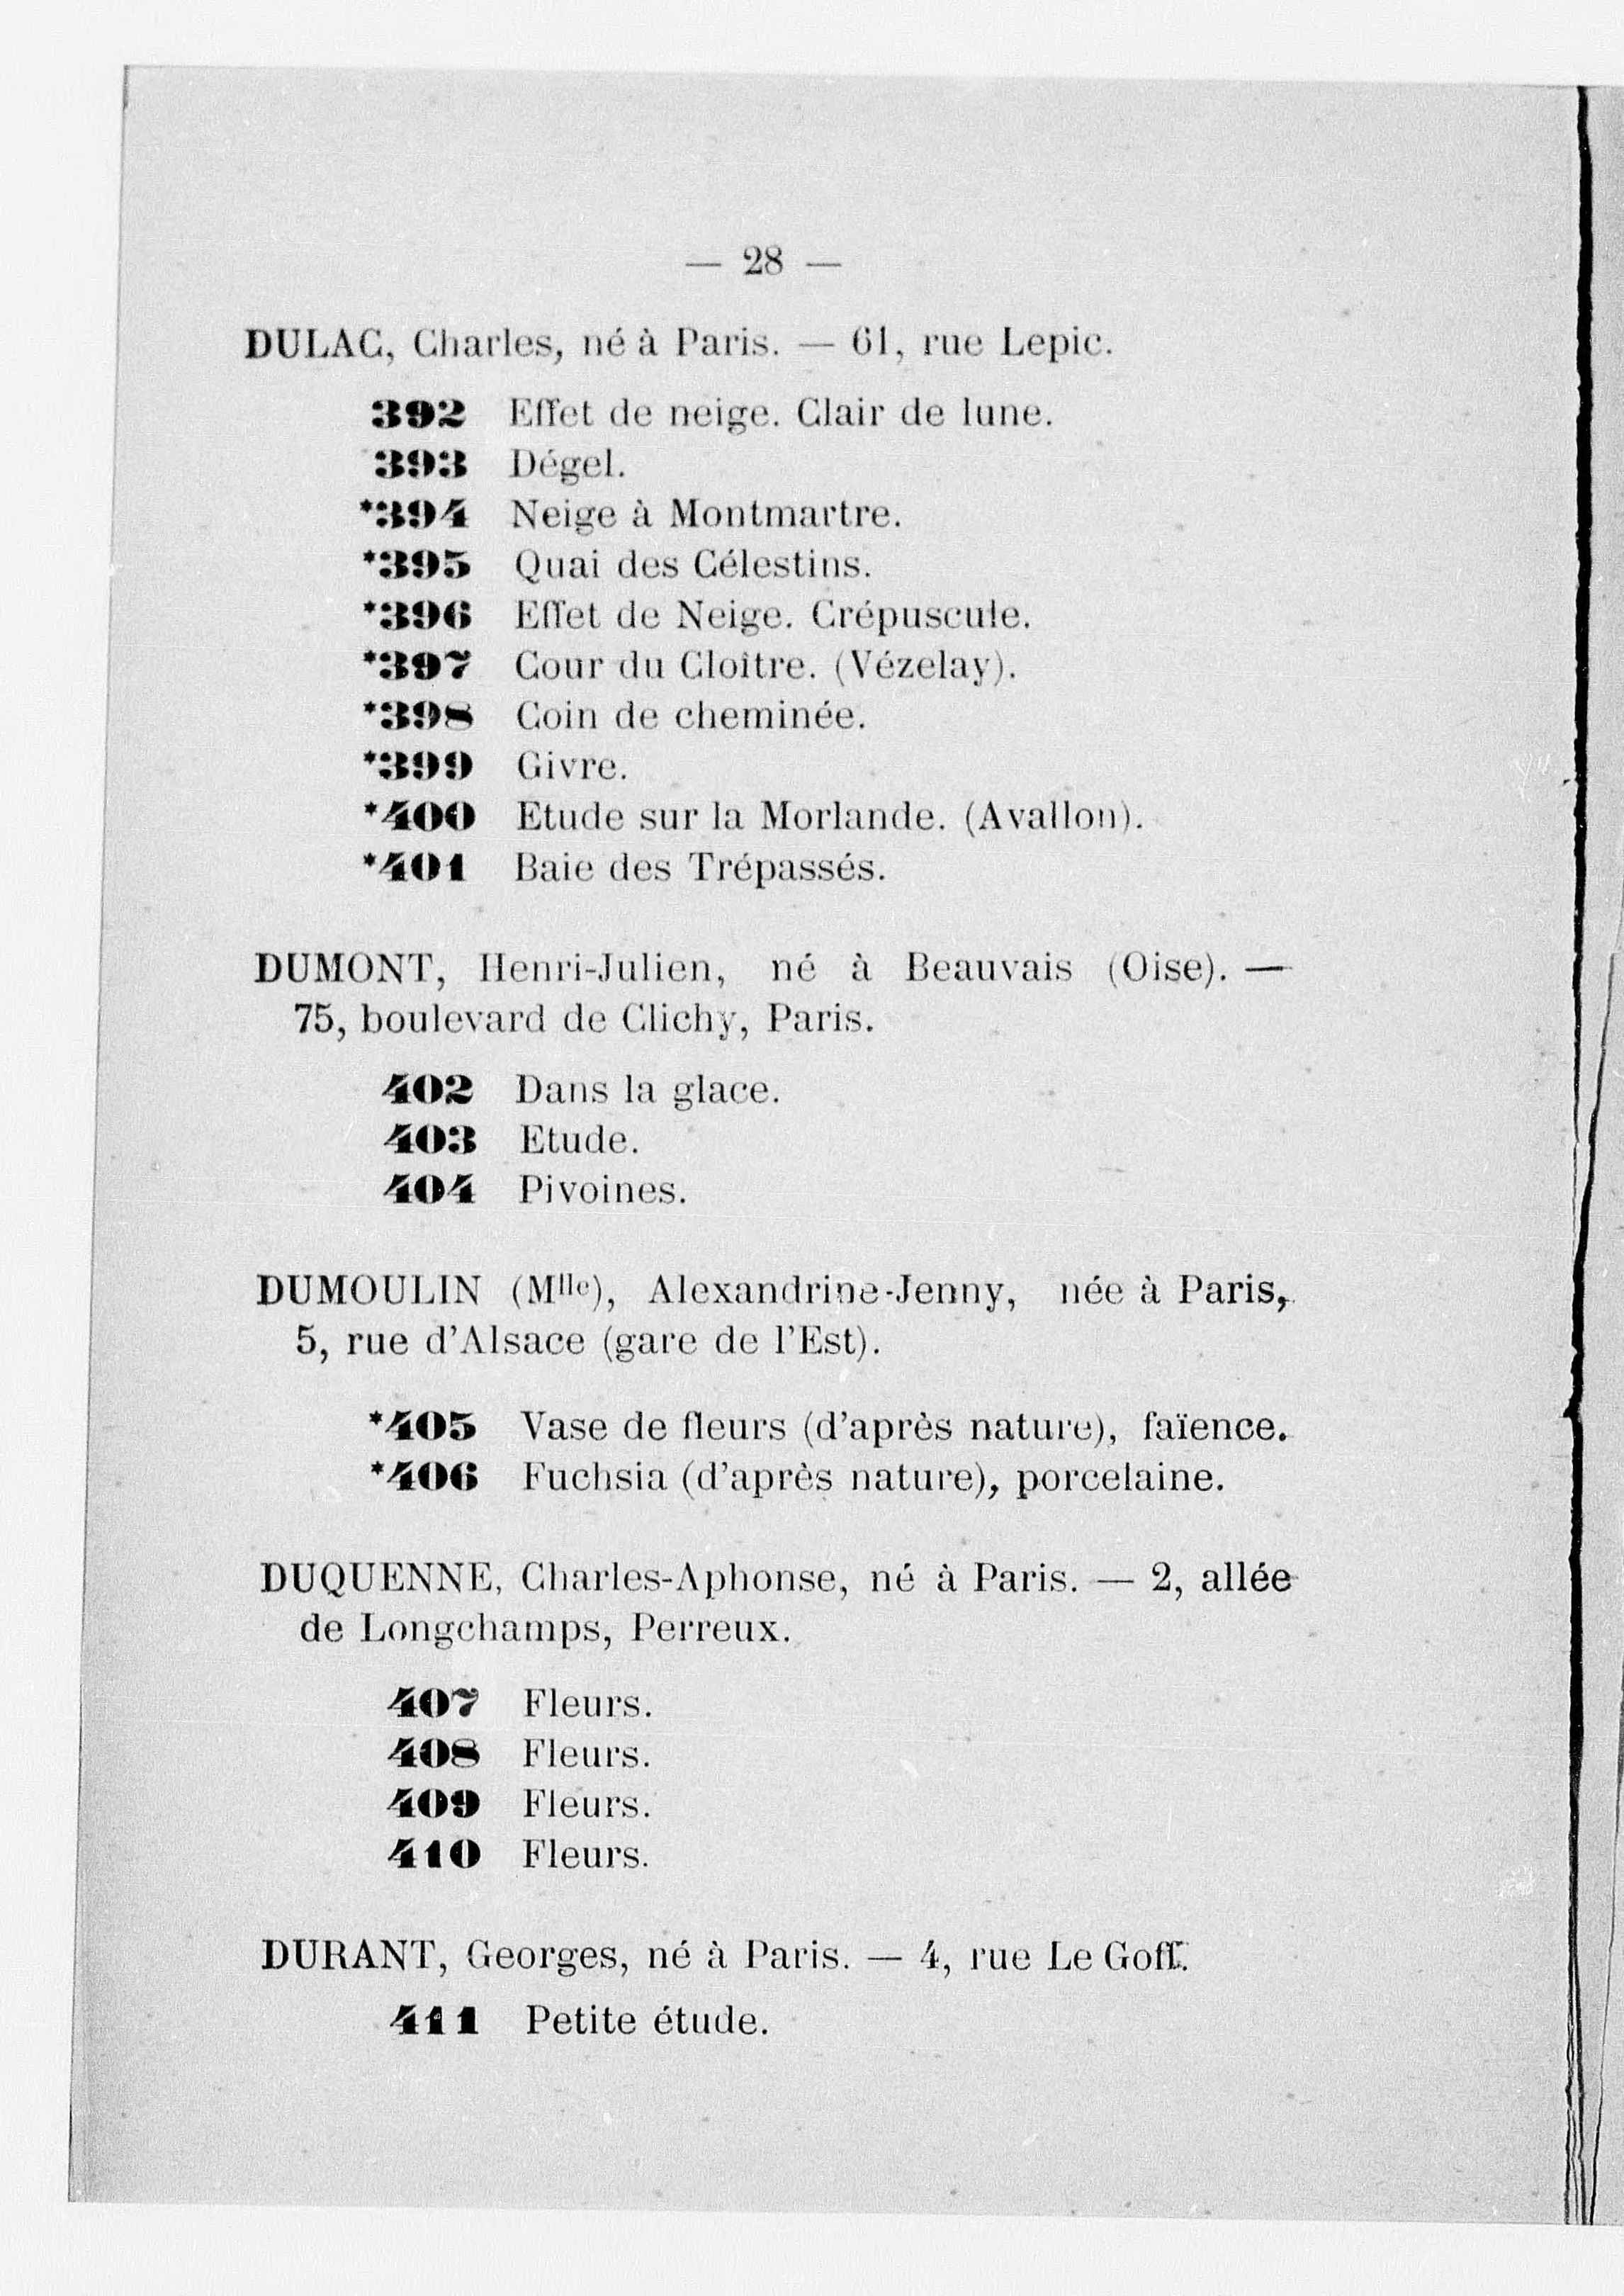 — 28 —
DULAC, Charles, né à Paris. — 61, rue Lepic.
392 Effet de neige. Clair de lune.
393 Dégel.
*394 Neige à Montmartre.
*395 Quai des Célestins.
*396 Effet de Neige. Crépuscule.
*397 Cour du Cloître. (Vézelay).
*398 Coin de cheminée.
*399 Givre.
*400 Etude sur la Morlande. (Avallon).
*401 Baie des Trépassés.
DUMONT, Henri-Julien, né à Beauvais (Oise). —
75, boulevard de Clichy, Paris.
402 Dans la glace.
403 Etude.
404 Pivoines.
DUMOULIN (Mlle), Alexandrine-Jenny, née à Paris,
5, rue d'Alsace (gare de l'Est).
*405 Vase de fleurs (d'après nature), faïence.
*406 Fuchsia (d'après nature), porcelaine.
DUQUENNE, Charles-Aphonse, né à Paris. — 2, allée
de Longchamps, Perreux.
407 Fleurs.
408 Fleurs.
409 Fleurs.
410 Fleurs.
DURANT, Georges, né à Paris. — 4, rue Le Goff.
411 Petite étude.